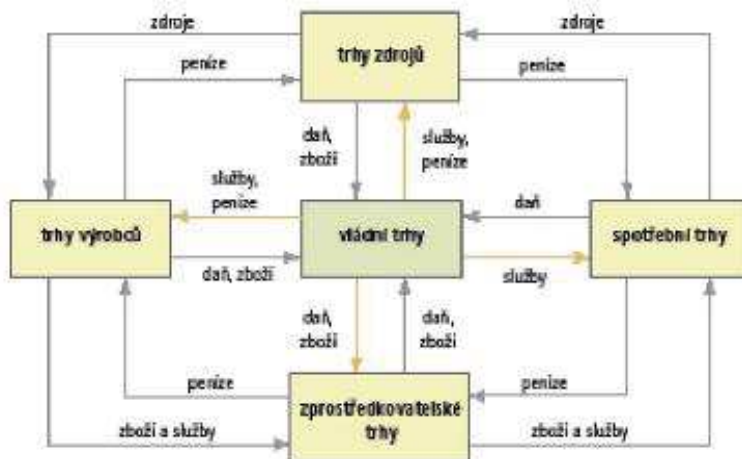 zdroje
zdroje
trhy zdrojů
peníze
peníze
daň,
zboží
služby,
peníze
služby,
peníze
daň
trhy výrobců
vládní trhy
spotřební trhy
daň, zboží
služby
daň,
zboží
daň,
zboží
peníze
peníze
zprostředkovatelské
trhy
zboží a služby
zboží a služby